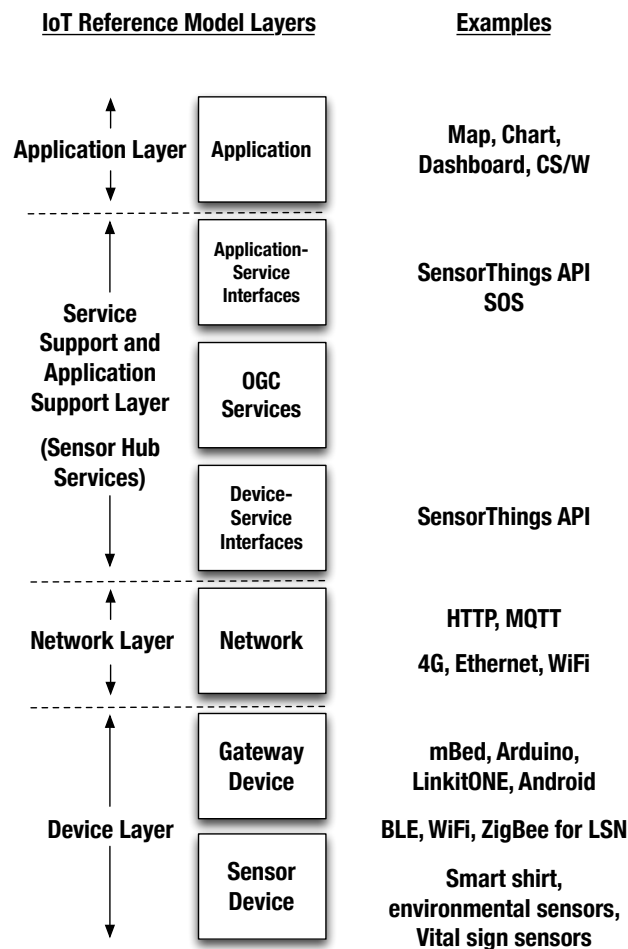 IoT Reference Model Layers
Examples
Application Layer
Application
Map, Chart,
Dashboard, CS/W
Service
Support and
Application
Support Layer
(Sensor Hub
Services)
Application-
Service
Interfaces
SensorThings API
SOS
OGC
Services
Device-
Service
Interfaces
SensorThings API
Network Layer
Network
HTTP, MQTT
4G, Ethernet, WiFi
Device Layer
Gateway
Device
mBed, Arduino,
LinkitONE, Android
BLE, WiFi, ZigBee for LSN
Sensor
Device
Smart shirt,
environmental sensors,
Vital sign sensors